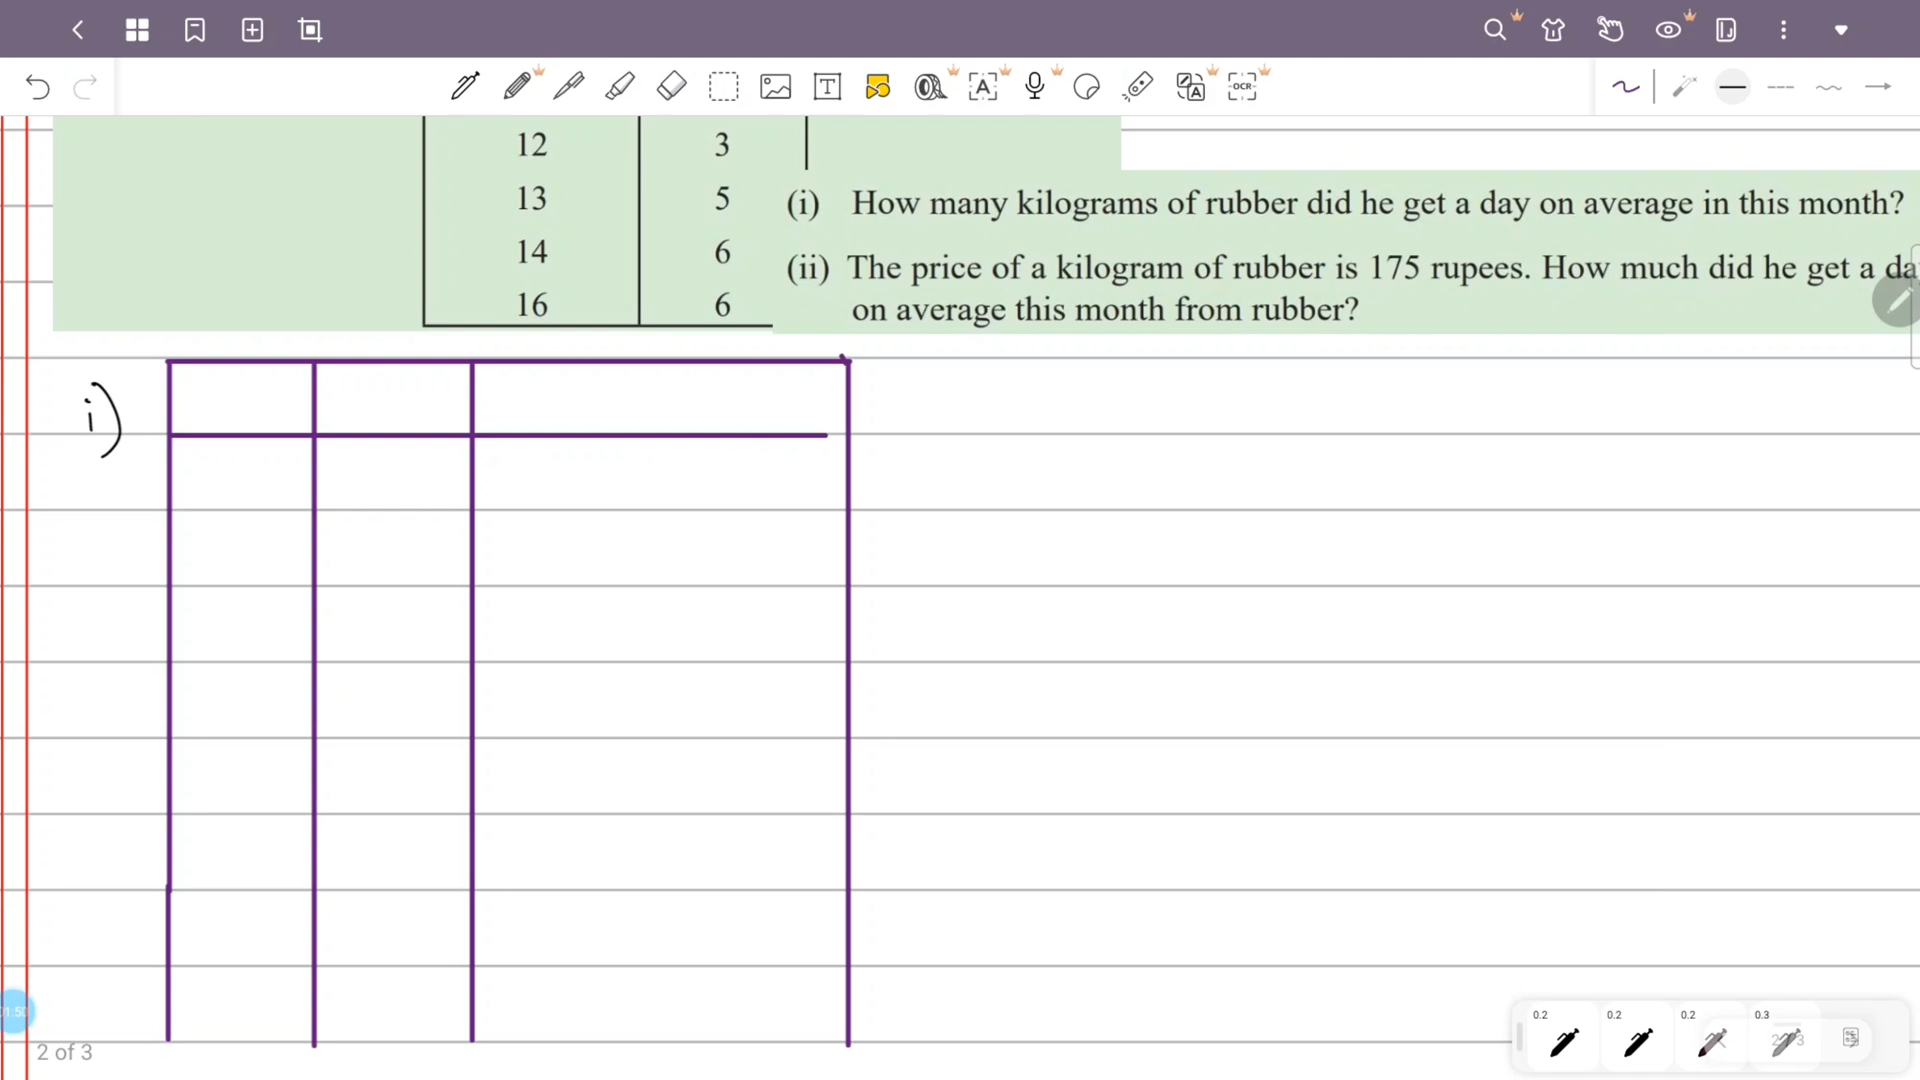 12 3
13 5
14 6
16 6
(i) How many kilograms of rubber did he get a day on average in this month?
(ii) The price of a kilogram of rubber is 175 rupees. How much did he get a da
on average this month from rubber?
i)
T
A
A
OCR
0.2 0.2 0.2 0.3
2 of 3